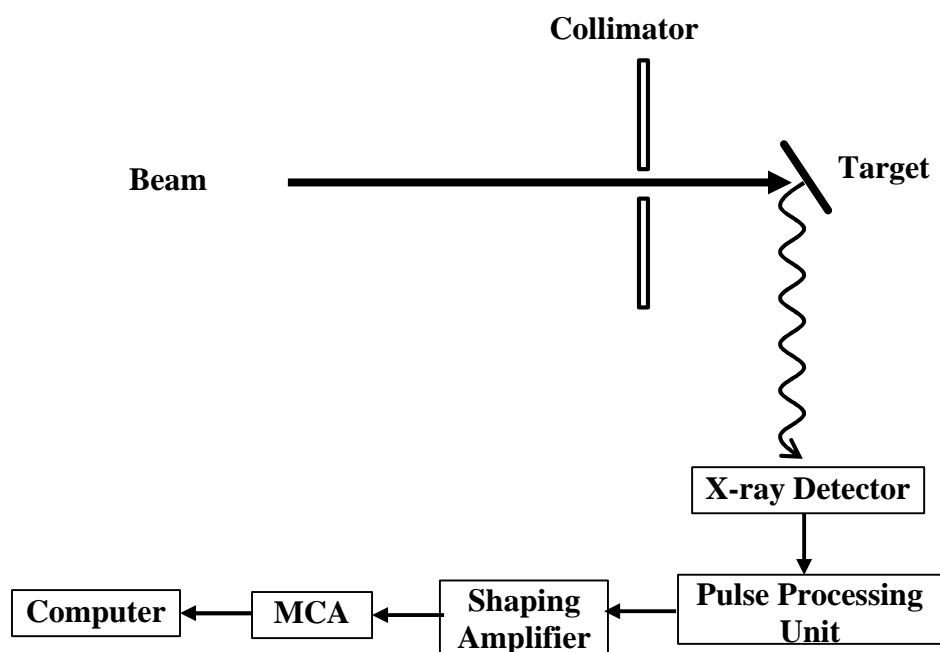 Collimator
Beam
Target
X-ray Detector
Pulse Processing
Unit
Shaping
Amplifier
MCA
Computer